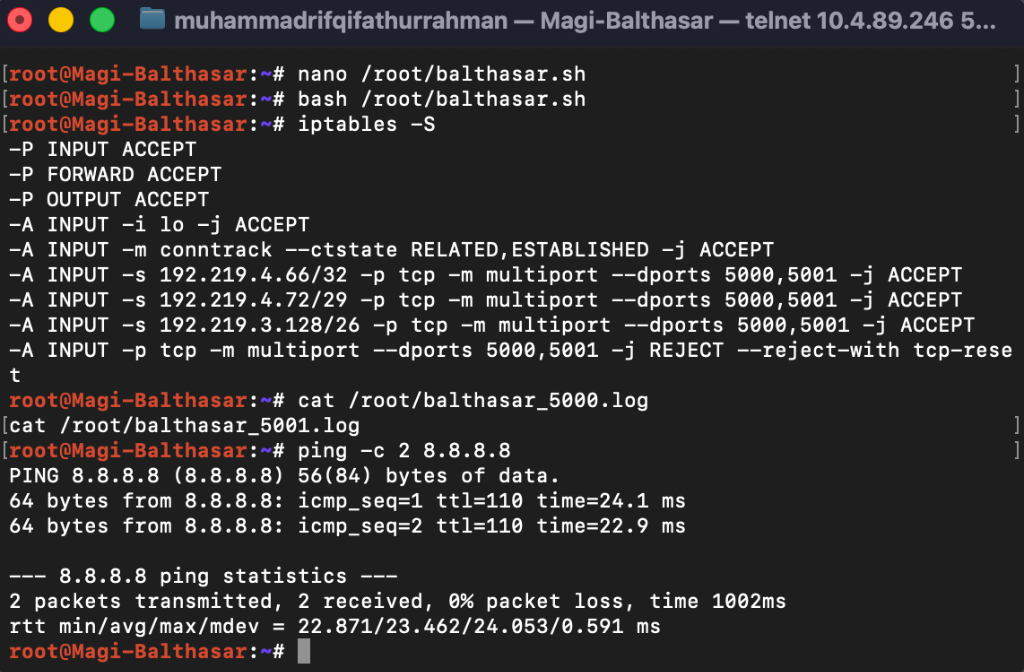 muhammadrifqifathurrahman — Magi-Balthasar — telnet 10.4.89.246 5...
[root@Magi-Balthasar:~# nano /root/balthasar.sh ]
[root@Magi-Balthasar:~# bash /root/balthasar.sh ]
[root@Magi-Balthasar:~# iptables -S ]
-P INPUT ACCEPT
-P FORWARD ACCEPT
-P OUTPUT ACCEPT
-A INPUT -i lo -j ACCEPT
-A INPUT -m conntrack --ctstate RELATED,ESTABLISHED -j ACCEPT
-A INPUT -s 192.219.4.66/32 -p tcp -m multiport --dports 5000,5001 -j ACCEPT
-A INPUT -s 192.219.4.72/29 -p tcp -m multiport --dports 5000,5001 -j ACCEPT
-A INPUT -s 192.219.3.128/26 -p tcp -m multiport --dports 5000,5001 -j ACCEPT
-A INPUT -p tcp -m multiport --dports 5000,5001 -j REJECT --reject-with tcp-rese
t
root@Magi-Balthasar:~# cat /root/balthasar_5000.log
[cat /root/balthasar_5001.log ]
[root@Magi-Balthasar:~# ping -c 2 8.8.8.8 ]
PING 8.8.8.8 (8.8.8.8) 56(84) bytes of data.
64 bytes from 8.8.8.8: icmp_seq=1 ttl=110 time=24.1 ms
64 bytes from 8.8.8.8: icmp_seq=2 ttl=110 time=22.9 ms
--- 8.8.8.8 ping statistics ---
2 packets transmitted, 2 received, 0% packet loss, time 1002ms
rtt min/avg/max/mdev = 22.871/23.462/24.053/0.591 ms
root@Magi-Balthasar:~#